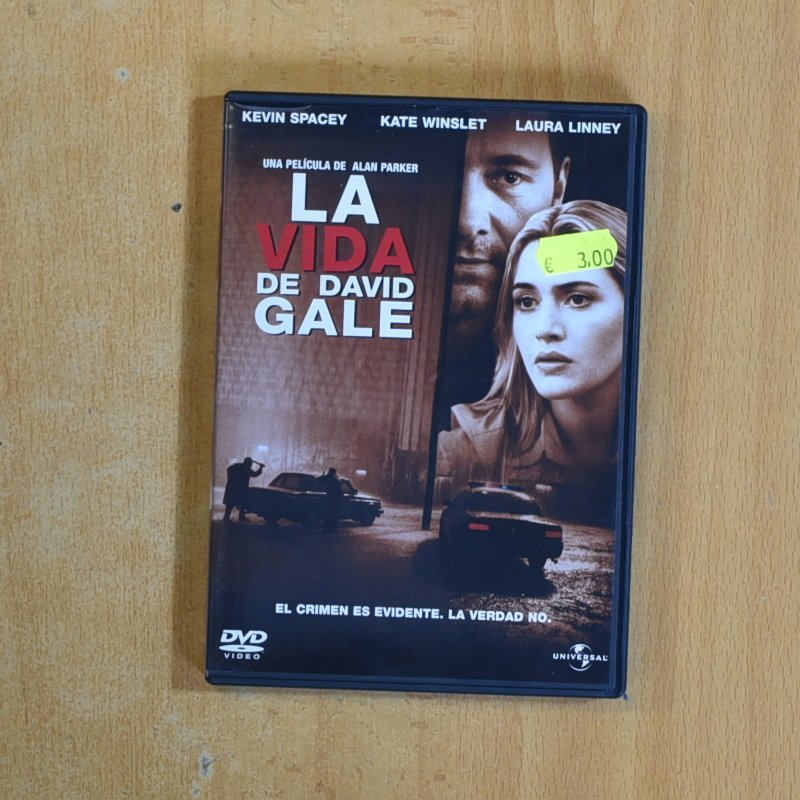 KEVIN SPACEY KATE WINSLET LAURA LINNEY
UNA PELÍCULA DE ALAN PARKER
LA
VIDA
DE DAVID
GALE
€ 3,00
EL CRIMEN ES EVIDENTE. LA VERDAD NO.
DVD
VIDEO
UNIVERSAL